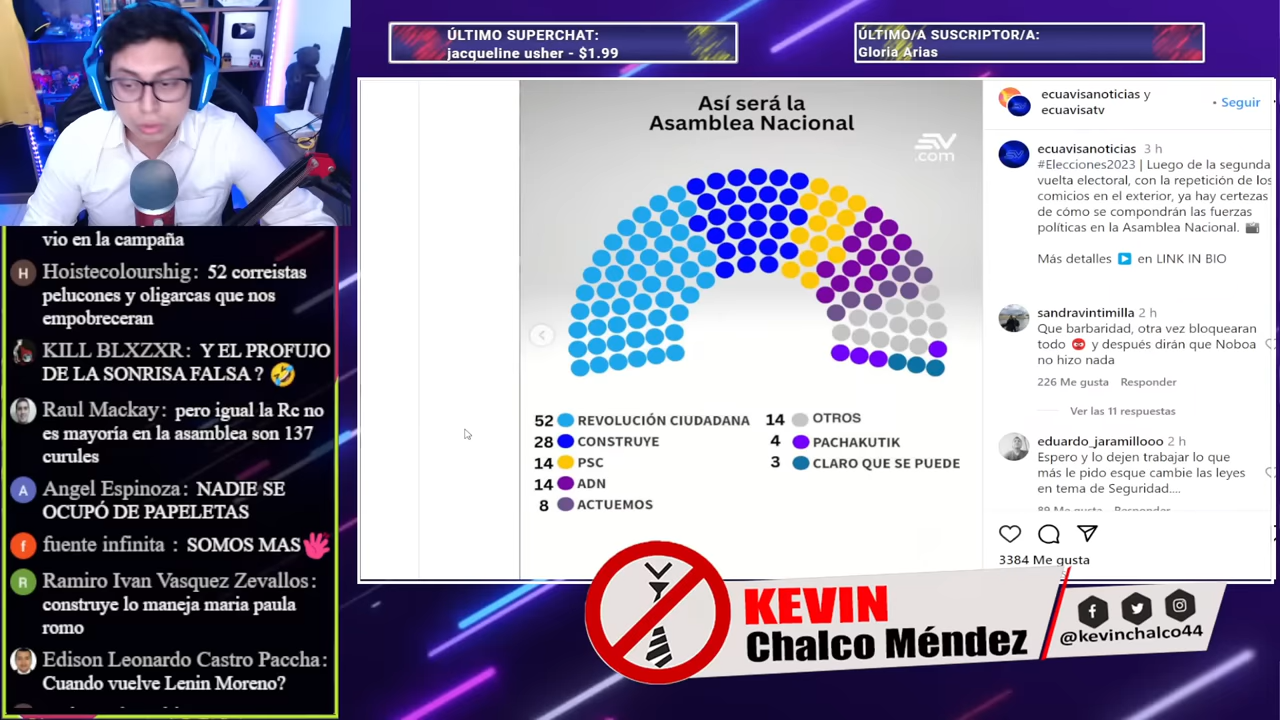 ÚLTIMO SUPERCHAT:
jacqueline usher - $1.99
ÚLTIMO/A SUSCRIPTOR/A:
Gloria Arias
vio en la campaña
Hoistecolourshig: 52 correistas
pelucones y oligarcas que nos
empobreceran
KILL BLXZXR: Y EL PROFUJO
DE LA SONRISA FALSA ? 🤣
Raul Mackay: pero igual la Rc no
es mayoría en la asamblea son 137
curules
Angel Espinoza: NADIE SE
OCUPÓ DE PAPELETAS
fuente infinita : SOMOS MAS
Ramiro Ivan Vasquez Zevallos:
construye lo maneja maria paula
romo
Edison Leonardo Castro Paccha:
Cuando vuelve Lenin Moreno?
Así será la
Asamblea Nacional
.com
52 REVOLUCIÓN CIUDADANA
28 CONSTRUYE
14 PSC
14 ADN
8 ACTUEMOS
14 OTROS
4 PACHAKUTIK
3 CLARO QUE SE PUEDE
ecuavisanoticias y
ecuavisatv
• Seguir
ecuavisanoticias 3 h
#Elecciones2023 | Luego de la segunda
vuelta electoral, con la repetición de los
comicios en el exterior, ya hay certezas
de cómo se compondrán las fuerzas
políticas en la Asamblea Nacional. 📷
Más detalles ▶️ en LINK IN BIO
sandravintimilla 2 h
Que barbaridad, otra vez bloquearan
todo y después dirán que Noboa
no hizo nada
226 Me gusta Responder
Ver las 11 respuestas
eduardo_jaramillooo 2 h
Espero y lo dejen trabajar lo que
más le pido esque cambie las leyes
en tema de Seguridad....
89 Me gusta Responder
3384 Me gusta
KEVIN
Chalco Méndez
@kevinchalco44